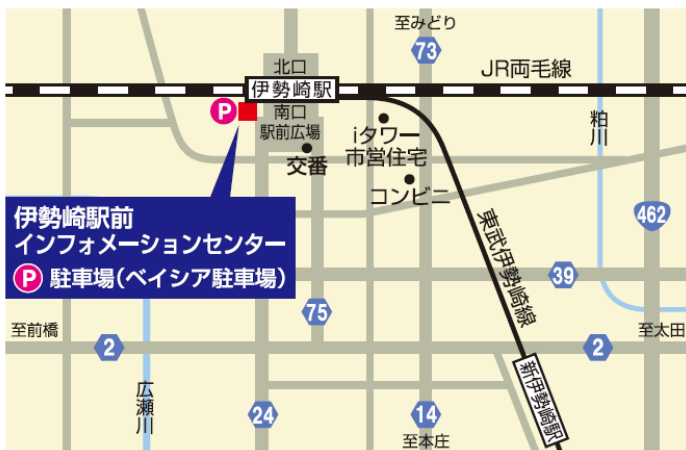 至みどり
73
北口
JR両毛線
伊勢崎駅
P
南口
駅前広場
iタワー
市営住宅
粕川
交番
コンビニ
伊勢崎駅前
インフォメーションセンター
P 駐車場(ベイシア駐車場)
462
東武伊勢崎線
39
75
至前橋
至太田
2
2
新伊勢崎駅
広瀬川
24
14
至本庄